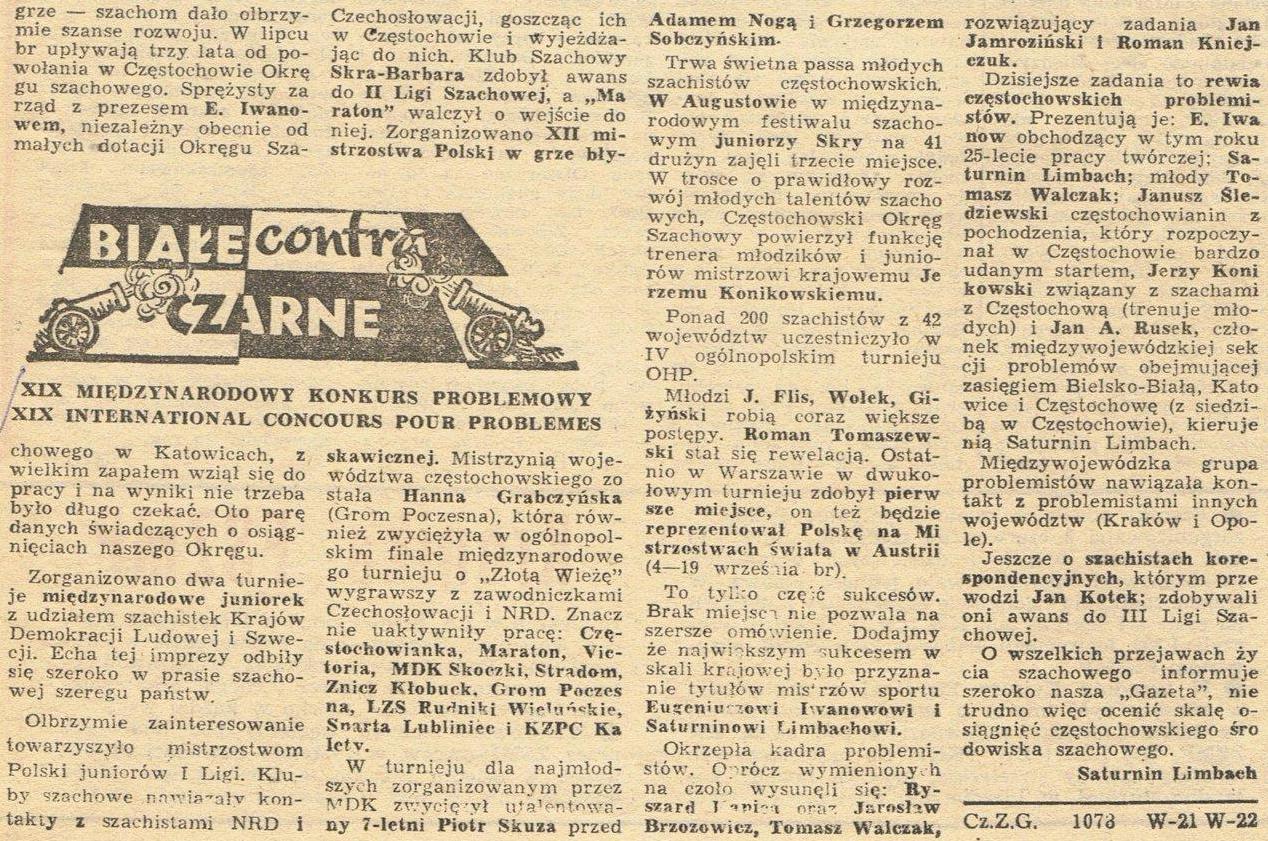 grze — szachom dało olbrzy-
mie szanse rozwoju. W lipcu
br upływają trzy lata od po-
wołania w Częstochowie Okrę
gu szachowego. Sprężysty za
rząd z prezesem E. Iwano-
wem, niezależny obecnie od
małych dotacji Okręgu Sza-
BIAŁE contra
CZARNE
XIX MIĘDZYNARODOWY KONKURS PROBLEMOWY
XIX INTERNATIONAL CONCOURS POUR PROBLEMES
chowego w Katowicach, z
wielkim zapałem wziął się do
pracy i na wyniki nie trzeba
było długo czekać. Oto parę
danych świadczących o osiąg-
nięciach naszego Okręgu.
Zorganizowano dwa turnie-
je międzynarodowe juniorek
z udziałem szachistek Krajów
Demokracji Ludowej i Szwe-
cji. Echa tej imprezy odbiły
się szeroko w prasie szacho-
wej szeregu państw.
Olbrzymie zainteresowanie
towarzyszyło mistrzostwom
Polski juniorów I Ligi. Klu-
by szachowe nawiązały kon-
takty z szachistami NRD i
Czechosłowacji, goszcząc ich
w Częstochowie i wyjeżdża-
jąc do nich. Klub Szachowy
Skra-Barbara zdobył awans
do II Ligi Szachowej, a „Ma
raton” walczył o wejście do
niej. Zorganizowano XII mi-
strzostwa Polski w grze bły-
skawicznej. Mistrzynią woje-
wództwa częstochowskiego zo
stała Hanna Grabczyńska
(Grom Poczesna), która rów-
nież zwyciężyła w ogólnopol-
skim finale międzynarodowe
go turnieju o „Złotą Wieżę”
wygrawszy z zawodniczkami
Czechosłowacji i NRD. Znacz
nie uaktywniły pracę: Czę-
stochowianka, Maraton, Vic-
toria, MDK Skoczki, Stradom,
Znicz Kłobuck, Grom Poczes
na, LZS Rudniki Wieluńskie,
Sparta Lubliniec i KZPC Ka
lety.
W turnieju dla najmłod-
szych zorganizowanym przez
MDK zwyciężył utalentowa-
ny 7-letni Piotr Skuza przed
Adamem Nogą i Grzegorzem
Sobczyńskim.
Trwa świetna passa młodych
szachistów częstochowskich.
W Augustowie w międzyna-
rodowym festiwalu szacho-
wym juniorzy Skry na 41
drużyn zajęli trzecie miejsce.
W trosce o prawidłowy roz-
wój młodych talentów szacho
wych, Częstochowski Okręg
Szachowy powierzył funkcję
trenera młodzików i junio-
rów mistrzowi krajowemu Je
rzemu Konikowskiemu.
Ponad 200 szachistów z 42
województw uczestniczyło w
IV ogólnopolskim turnieju
OHP.
Młodzi J. Flis, Wołek, Gi-
żyński robią coraz większe
postępy. Roman Tomaszew-
ski stał się rewelacją. Ostat-
nio w Warszawie w dwuko-
łowym turnieju zdobył pierw
sze miejsce, on też będzie
reprezentował Polskę na Mi
strzostwach świata w Austrii
(4—19 września br).
To tylko część sukcesów.
Brak miejsca nie pozwala na
szersze omówienie. Dodajmy
że największym sukcesem w
skali krajowej było przyzna-
nie tytułów mistrzów sportu
Eugeniuszowi Iwanowowi i
Saturninowi Limbachowi.
Okrzepła kadra problemi-
stów. Oprócz wymienionych
na czoło wysunęli się: Ry-
szard oraz Jarosław
Brzozowicz, Tomasz Walczak,
rozwiązujący zadania Jan
Jamroziński i Roman Kniej-
czuk.
Dzisiejsze zadania to rewia
częstochowskich problemi-
stów. Prezentują je: E. Iwa
now obchodzący w tym roku
25-lecie pracy twórczej; Sa-
turnin Limbach; młody To-
masz Walczak; Janusz Śle-
dziewski częstochowianin z
pochodzenia, który rozpoczy-
nał w Częstochowie bardzo
udanym startem, Jerzy Koni
kowski związany z szachami
z Częstochową (trenuje mło-
dych) i Jan A. Rusek, czło-
nek międzywojewódzkiej sek
cji problemów obejmującej
zasięgiem Bielsko-Białą, Kato
wice i Częstochowę (z siedzi-
bą w Częstochowie), kieruje
nią Saturnin Limbach.
Międzywojewódzka grupa
problemistów nawiązała kon-
takt z problemistami innych
województw (Kraków i Opo-
le).
Jeszcze o szachistach kore-
spondencyjnych, którym prze
wodzi Jan Kotek; zdobywali
oni awans do III Ligi Sza-
chowej.
O wszelkich przejawach ży
cia szachowego informuje
szeroko nasza „Gazeta”, nie
trudno więc ocenić skalę o-
siągnięć częstochowskiego śro
dowiska szachowego.
Saturnin Limbach
Cz.Z.G. 1073 W-21 W-22